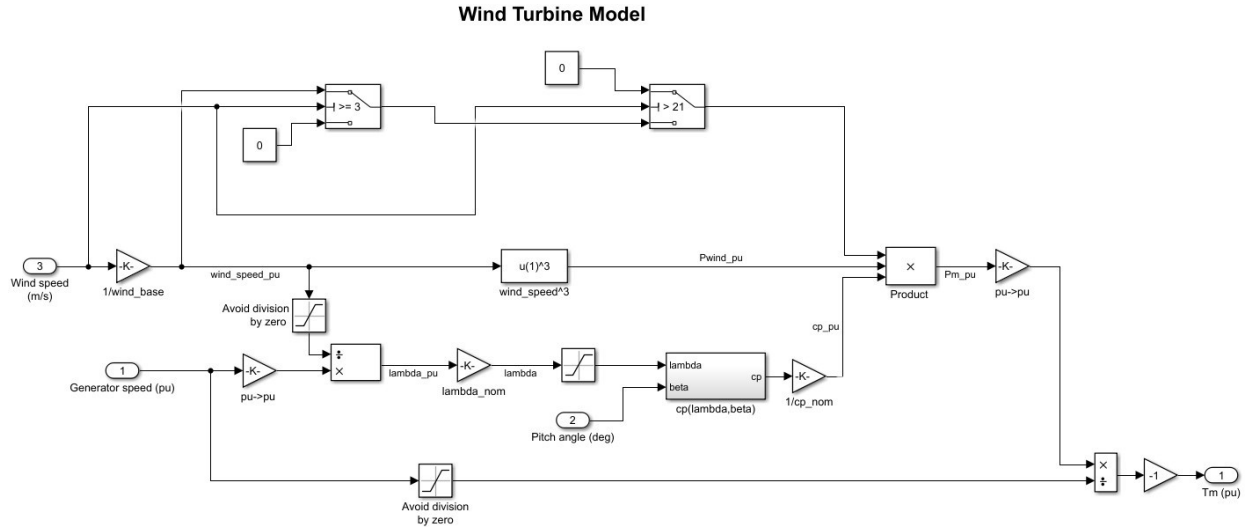 Wind Turbine Model
0
>= 3
> 21
0
3
Wind speed
(m/s)
-K-
1/wind_base
wind_speed_pu
u(1)^3
wind_speed^3
Pwind_pu
×
Product
Pm_pu
-K-
pu->pu
Avoid division
by zero
cp_pu
1
Generator speed (pu)
-K-
pu->pu
÷
×
lambda_pu
-K-
lambda_nom
lambda
lambda
beta
cp
cp(lambda,beta)
-K-
1/cp_nom
2
Pitch angle (deg)
Avoid division
by zero
×
÷
-1
1
Tm (pu)